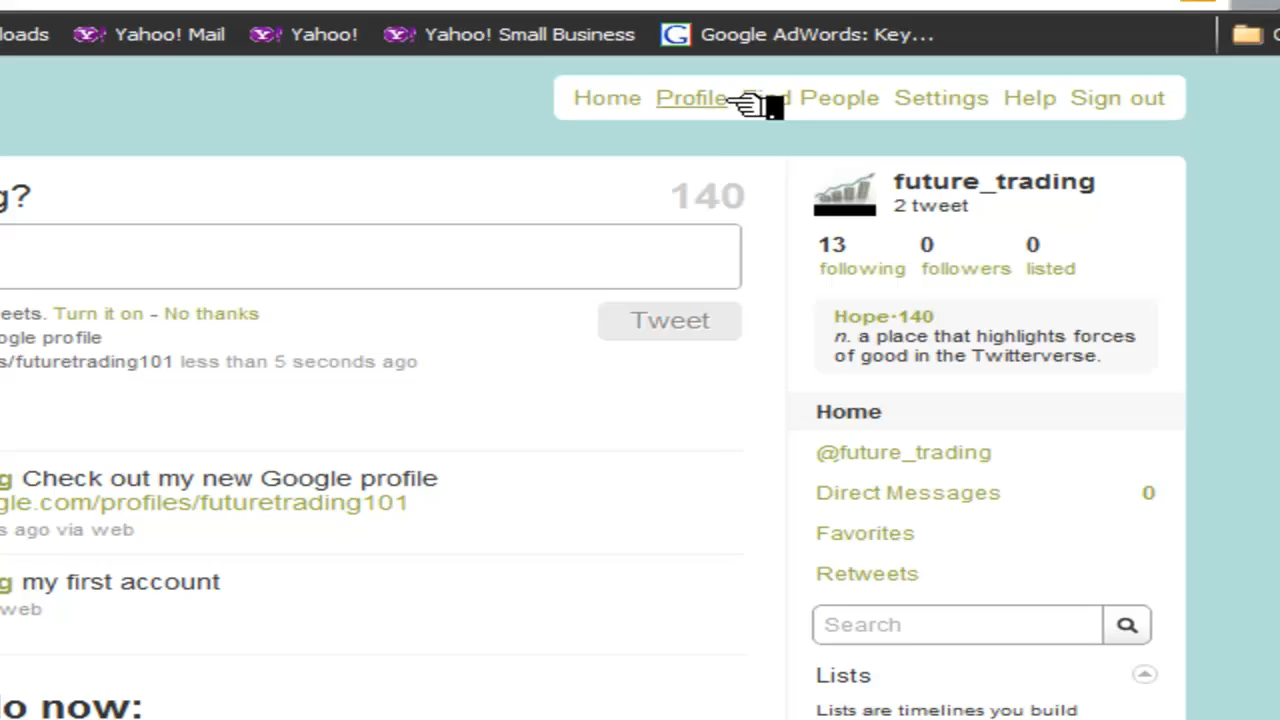 loads Yahoo! Mail Yahoo! Yahoo! Small Business Google AdWords: Key...
Home Profile Find People Settings Help Sign out
g? 140
Tweet
eets. Turn it on - No thanks
ogle profile
s/futuretrading101 less than 5 seconds ago
g Check out my new Google profile
gle.com/profiles/futuretrading101
s ago via web
g my first account
web
lo now:
future_trading
2 tweet
13 0 0
following followers listed
Hope·140
n. a place that highlights forces
of good in the Twitterverse.
Home
@future_trading
Direct Messages 0
Favorites
Retweets
Search
Lists
Lists are timelines you build